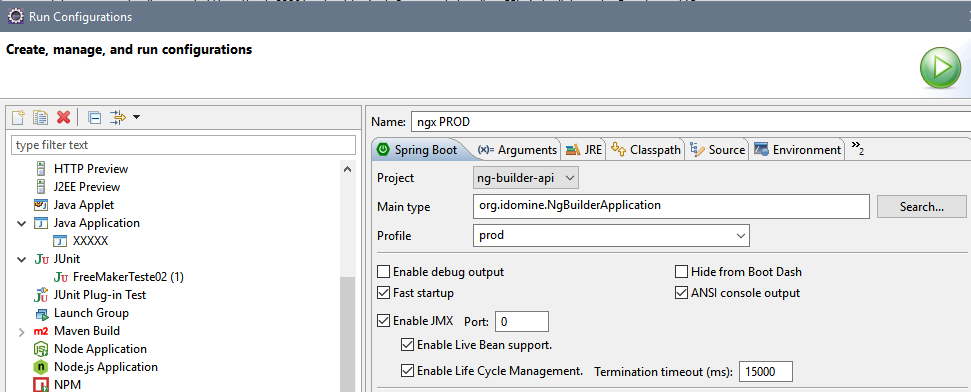 Run Configurations
Create, manage, and run configurations
type filter text
HTTP Preview
J2EE Preview
Java Applet
Java Application
XXXXX
JUnit
FreeMakerTeste02 (1)
JUnit Plug-in Test
Launch Group
Maven Build
Node Application
Node.js Application
NPM
Name: ngx PROD
Spring Boot (x)= Arguments JRE Classpath Source Environment »2
Project ng-builder-api
Main type org.idomine.NgBuilderApplication Search...
Profile prod
Enable debug output Hide from Boot Dash
Fast startup ANSI console output
Enable JMX Port: 0
Enable Live Bean support.
Enable Life Cycle Management. Termination timeout (ms): 15000